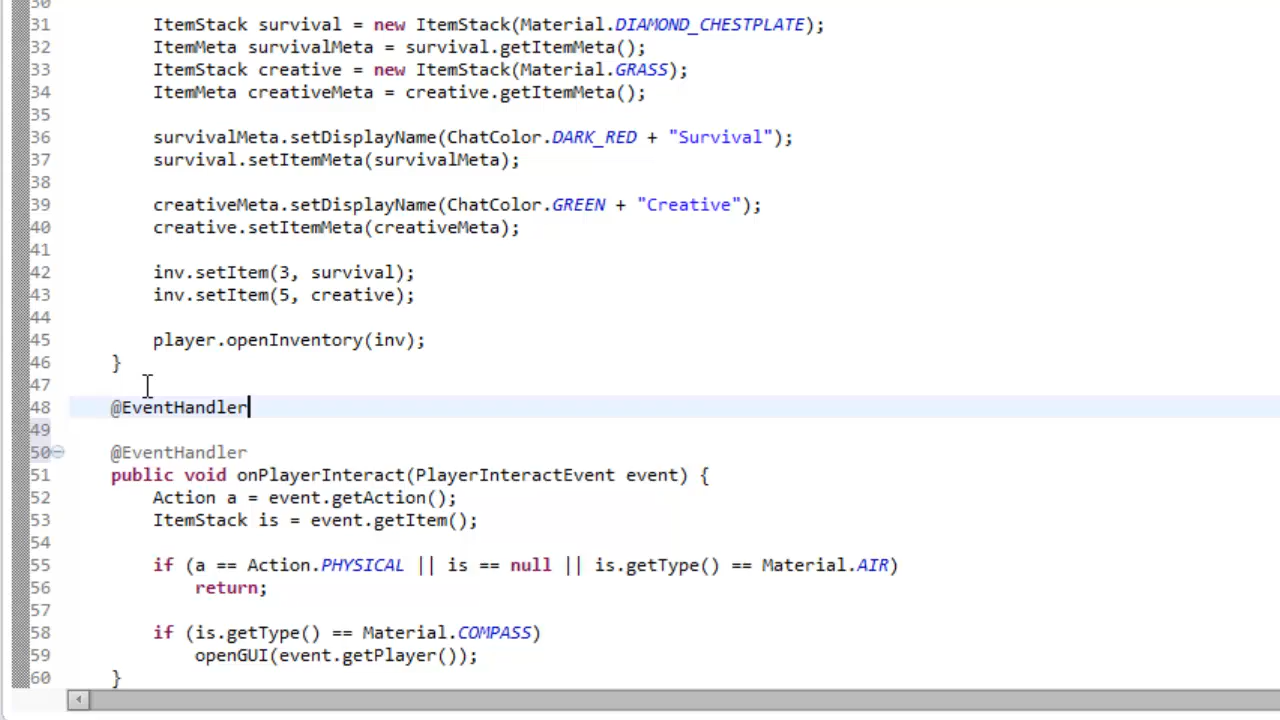 30
31 ItemStack survival = new ItemStack(Material.DIAMOND_CHESTPLATE);
32 ItemMeta survivalMeta = survival.getItemMeta();
33 ItemStack creative = new ItemStack(Material.GRASS);
34 ItemMeta creativeMeta = creative.getItemMeta();
35
36 survivalMeta.setDisplayName(ChatColor.DARK_RED + "Survival");
37 survival.setItemMeta(survivalMeta);
38
39 creativeMeta.setDisplayName(ChatColor.GREEN + "Creative");
40 creative.setItemMeta(creativeMeta);
41
42 inv.setItem(3, survival);
43 inv.setItem(5, creative);
44
45 player.openInventory(inv);
46 }
47
48 @EventHandler
49
50 @EventHandler
51 public void onPlayerInteract(PlayerInteractEvent event) {
52 Action a = event.getAction();
53 ItemStack is = event.getItem();
54
55 if (a == Action.PHYSICAL || is == null || is.getType() == Material.AIR)
56 return;
57
58 if (is.getType() == Material.COMPASS)
59 openGUI(event.getPlayer());
60 }